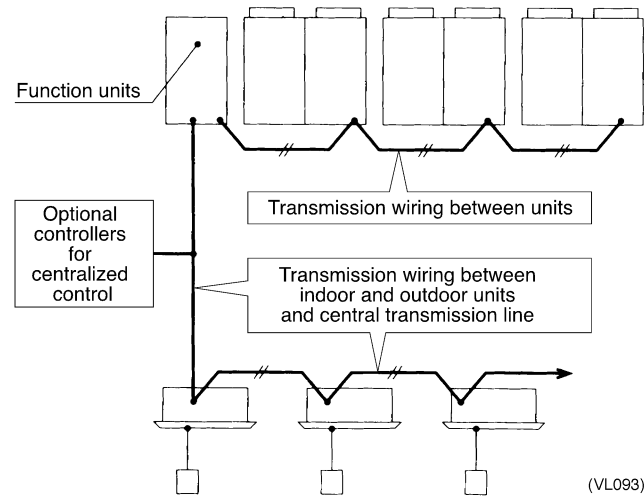 Function units
Transmission wiring between units
Optional
controllers
for
centralized
control
Transmission wiring between
indoor and outdoor units
and central transmission line
(VL093)